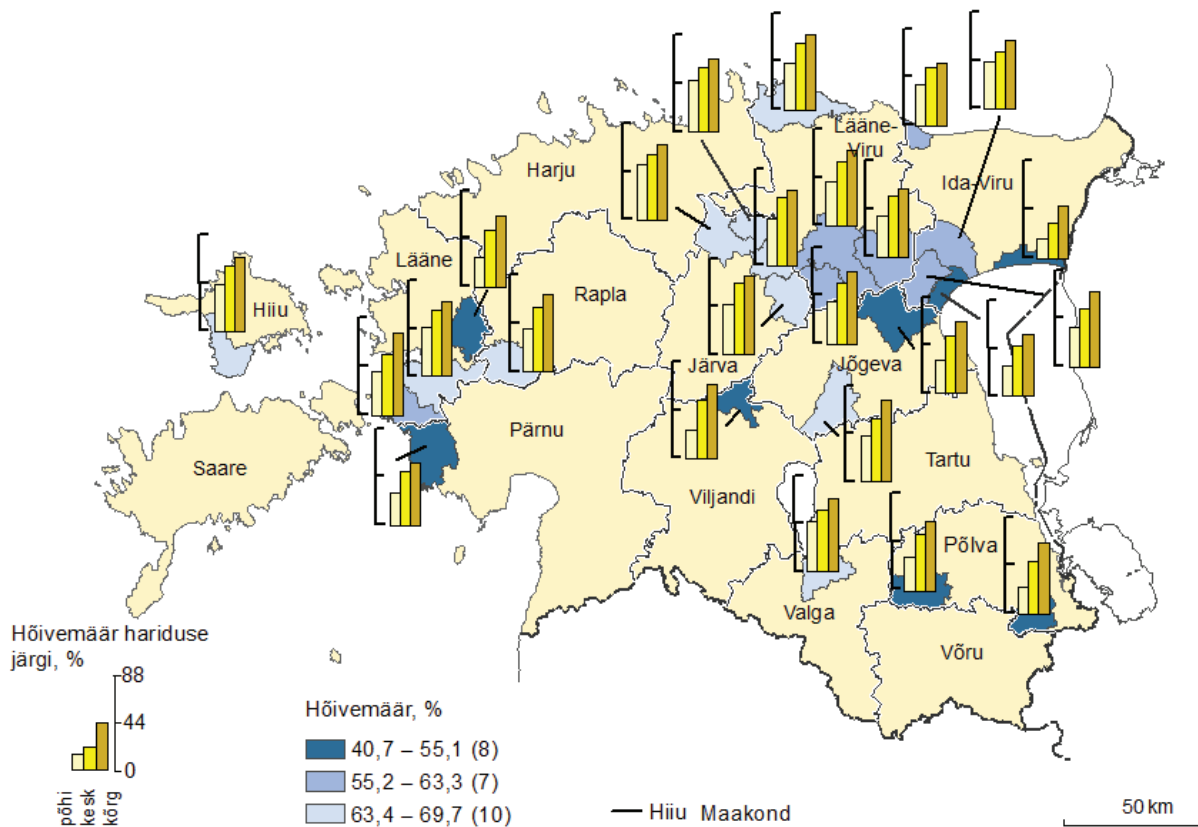 Harju
Lääne-
Viru
Ida-Viru
Lääne
Hiiu
Rapla
Järva
Jõgeva
Saare
Pärnu
Viljandi
Tartu
Põlva
Valga
Võru
Hõivemäär hariduse
järgi, %
88
44
0
põhi
kesk
kõrg
Hõivemäär, %
40,7 – 55,1 (8)
55,2 – 63,3 (7)
63,4 – 69,7 (10)
Hiiu Maakond
50 km